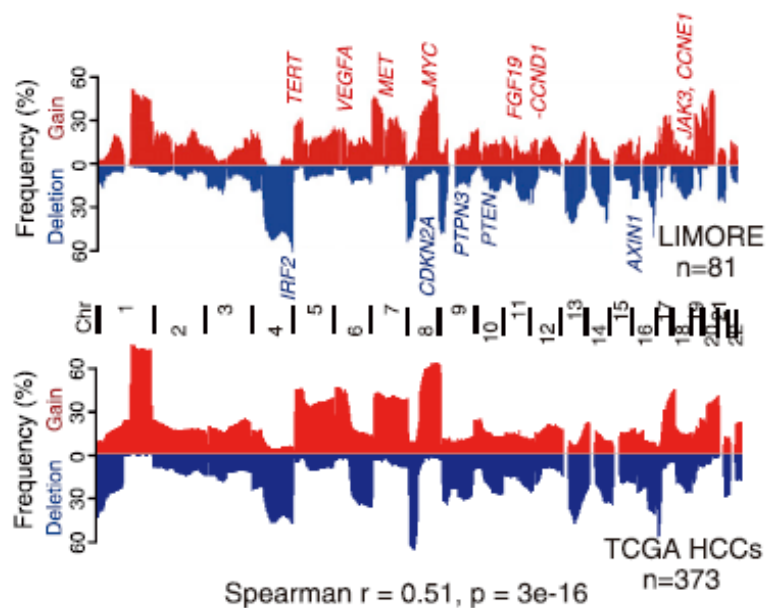 TERT
VEGFA
MET
MYC
FGF19
-CCND1
JAK3, CCNE1
Frequency (%)
Deletion Gain
60
30
0
30
60
IRF2
CDKN2A
PTPN3
PTEN
AXIN1
LIMORE
n=81
Chr 1 2 3 4 5 6 7 8 9 10 11 12 13 14 15 16 17 18 19 20 21 22
Frequency (%)
Deletion Gain
60
30
0
30
60
TCGA HCCs
n=373
Spearman r = 0.51, p = 3e-16